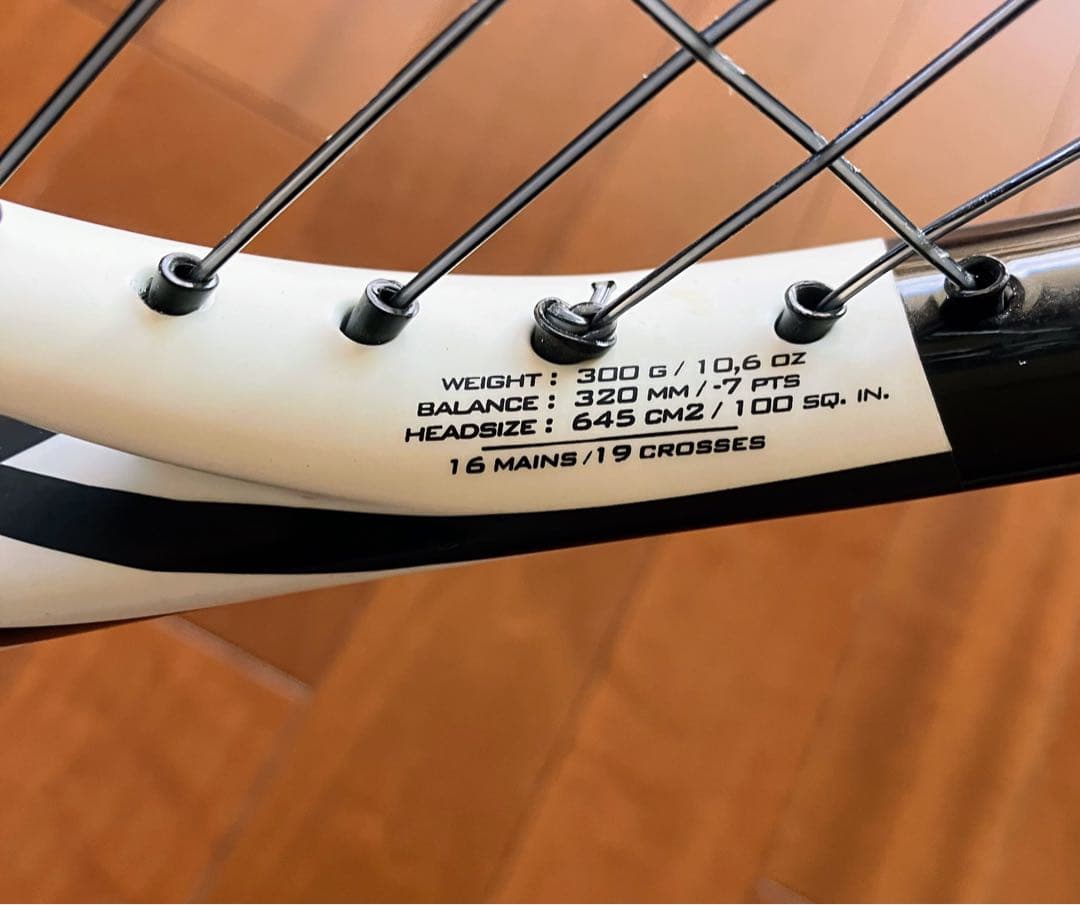 WEIGHT : 300 G / 10,6 OZ
BALANCE : 320 MM / -7 PTS
HEADSIZE : 645 CM2 / 100 SQ. IN.
16 MAINS /19 CROSSES